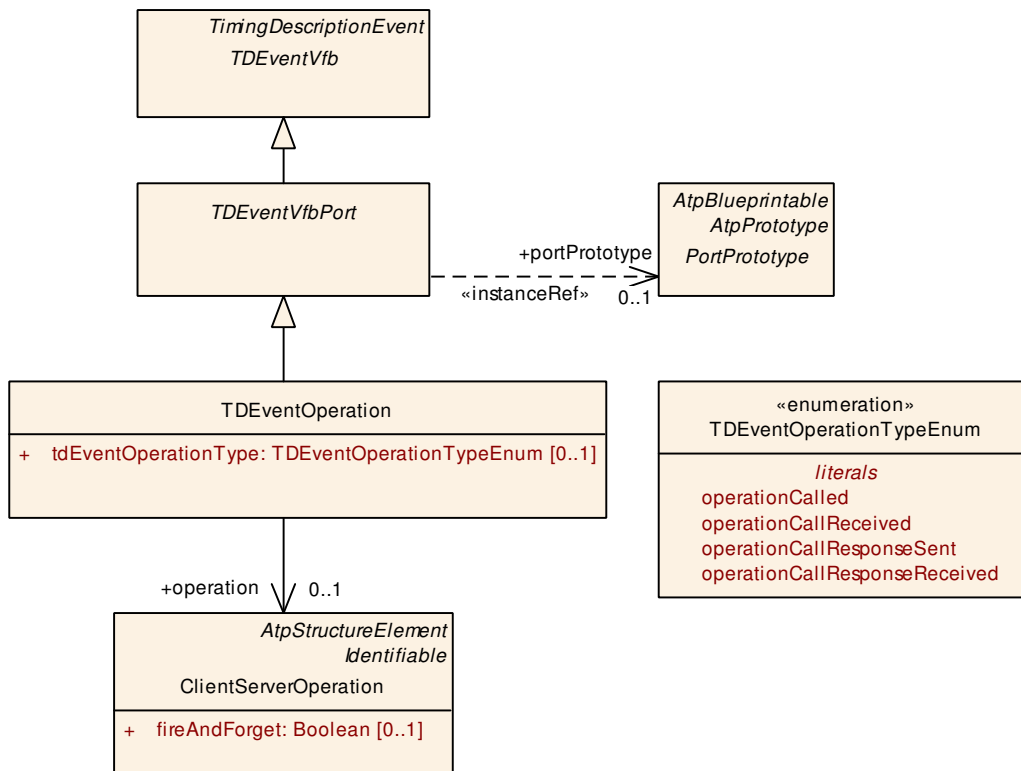 TimingDescriptionEvent
TDEventVfb
TDEventVfbPort
AtpBlueprintable
AtpPrototype
PortPrototype
+portPrototype
«instanceRef»
0..1
TDEventOperation
+ tdEventOperationType: TDEventOperationTypeEnum [0..1]
«enumeration»
TDEventOperationTypeEnum
literals
operationCalled
operationCallReceived
operationCallResponseSent
operationCallResponseReceived
+operation
0..1
AtpStructureElement
Identifiable
ClientServerOperation
+ fireAndForget: Boolean [0..1]